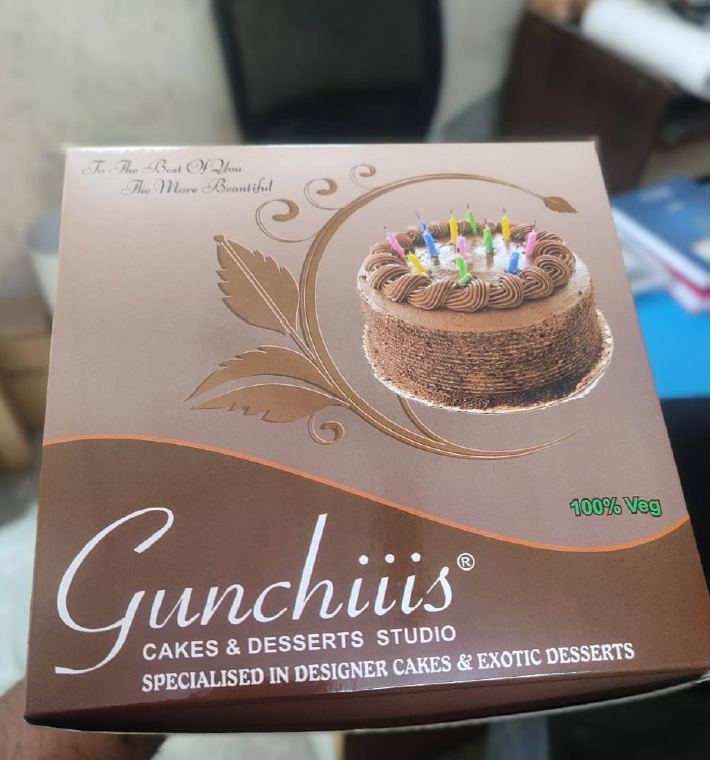 To The Best Of You
The More Beautiful
100% Veg
Gunchiiis®
CAKES & DESSERTS STUDIO
SPECIALISED IN DESIGNER CAKES & EXOTIC DESSERTS